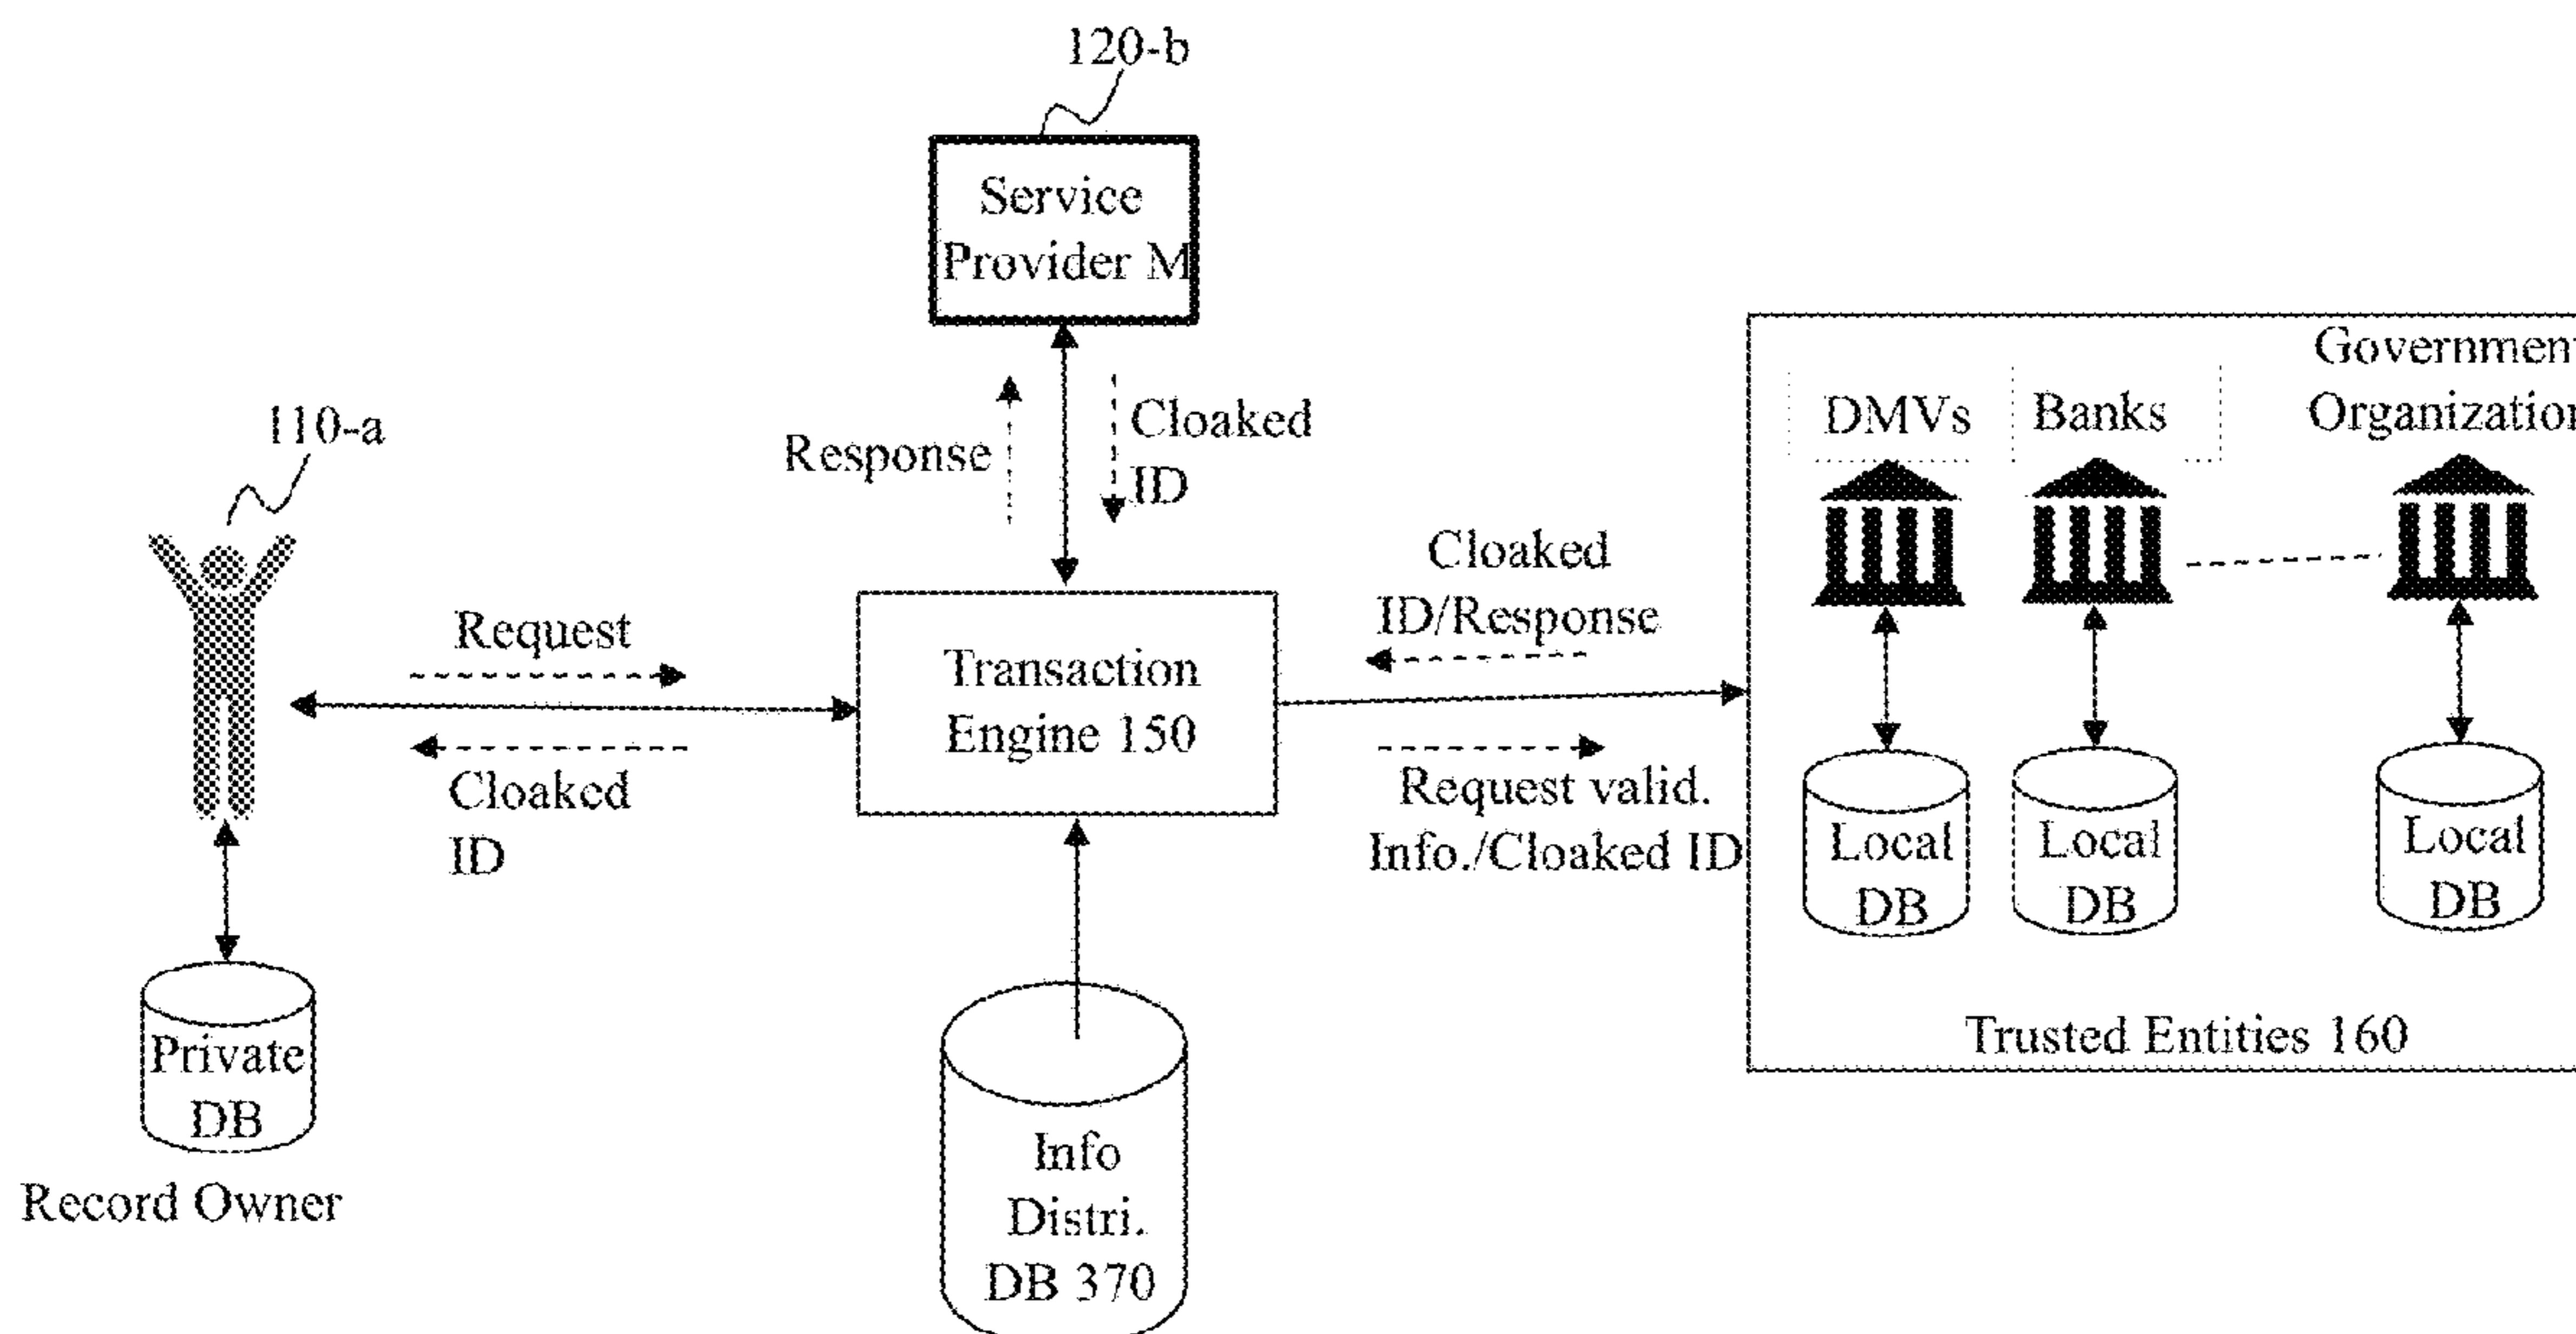 120-b
Service
Provider M
110-a
Response
Cloaked
ID
Request
Cloaked
ID
Transaction
Engine 150
Cloaked
ID/Response
Request valid.
Info./Cloaked ID
DMVs
Banks
Governmen
Organization
Local
DB
Local
DB
Local
DB
Trusted Entities 160
Private
DB
Record Owner
Info
Distri.
DB 370